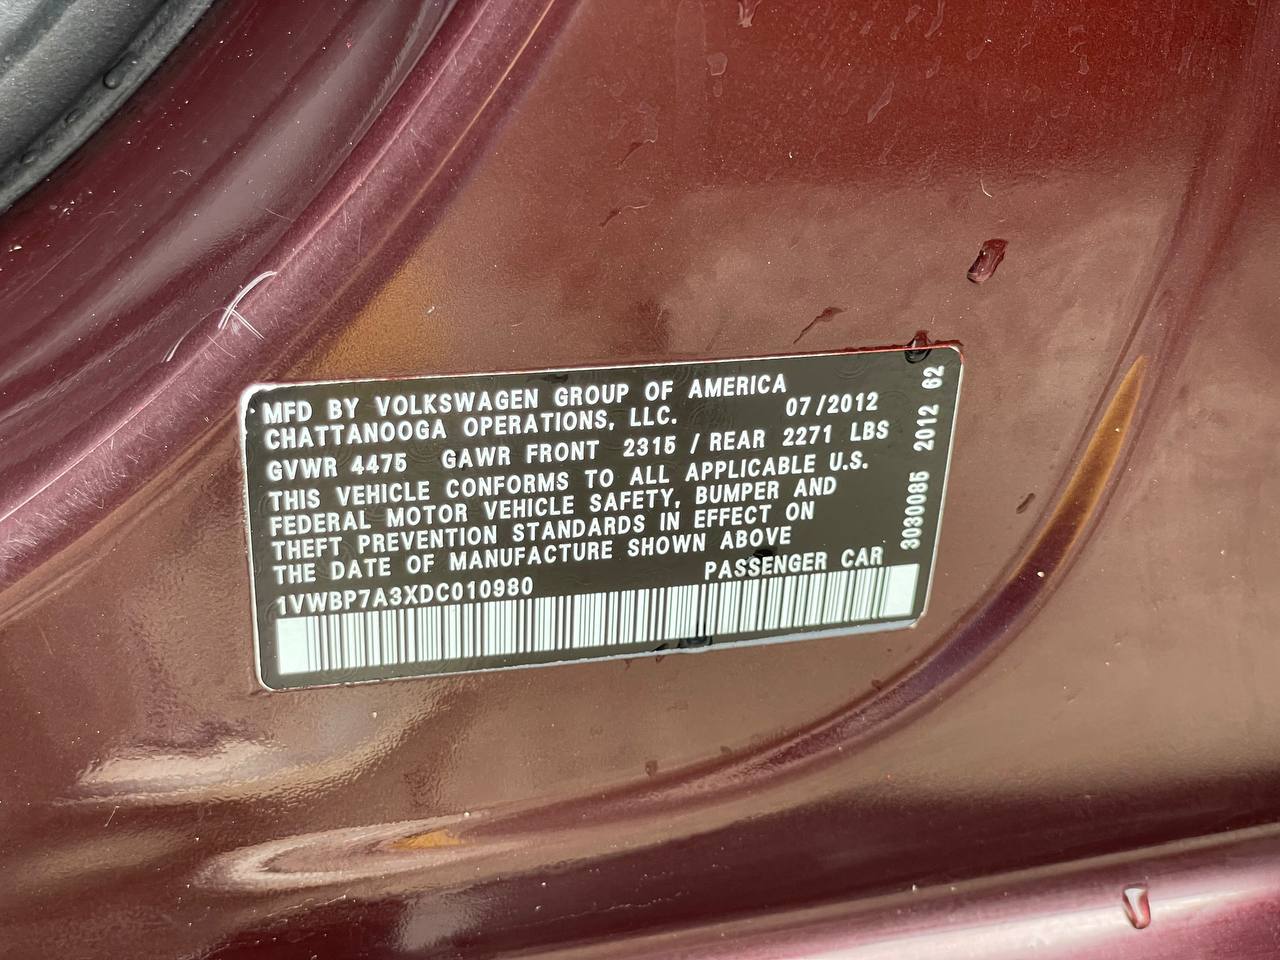 MFD BY VOLKSWAGEN GROUP OF AMERICA
CHATTANOOGA OPERATIONS, LLC. 07/2012
GVWR 4475 GAWR FRONT 2315 / REAR 2271 LBS
THIS VEHICLE CONFORMS TO ALL APPLICABLE U.S.
FEDERAL MOTOR VEHICLE SAFETY, BUMPER AND
THEFT PREVENTION STANDARDS IN EFFECT ON
THE DATE OF MANUFACTURE SHOWN ABOVE
1VWBP7A3XDC010980 PASSENGER CAR
3030086 2012 62